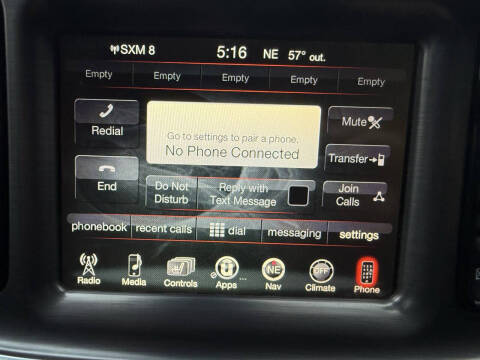 SXM 8 5:16 NE 57° out.
Empty Empty Empty Empty Empty
Redial
Go to settings to pair a phone.
No Phone Connected
Mute
Transfer
End
Do Not
Disturb
Reply with
Text Message
Join
Calls
phonebook recent calls dial messaging settings
NE OFF
Radio Media Controls Apps Nav Climate Phone